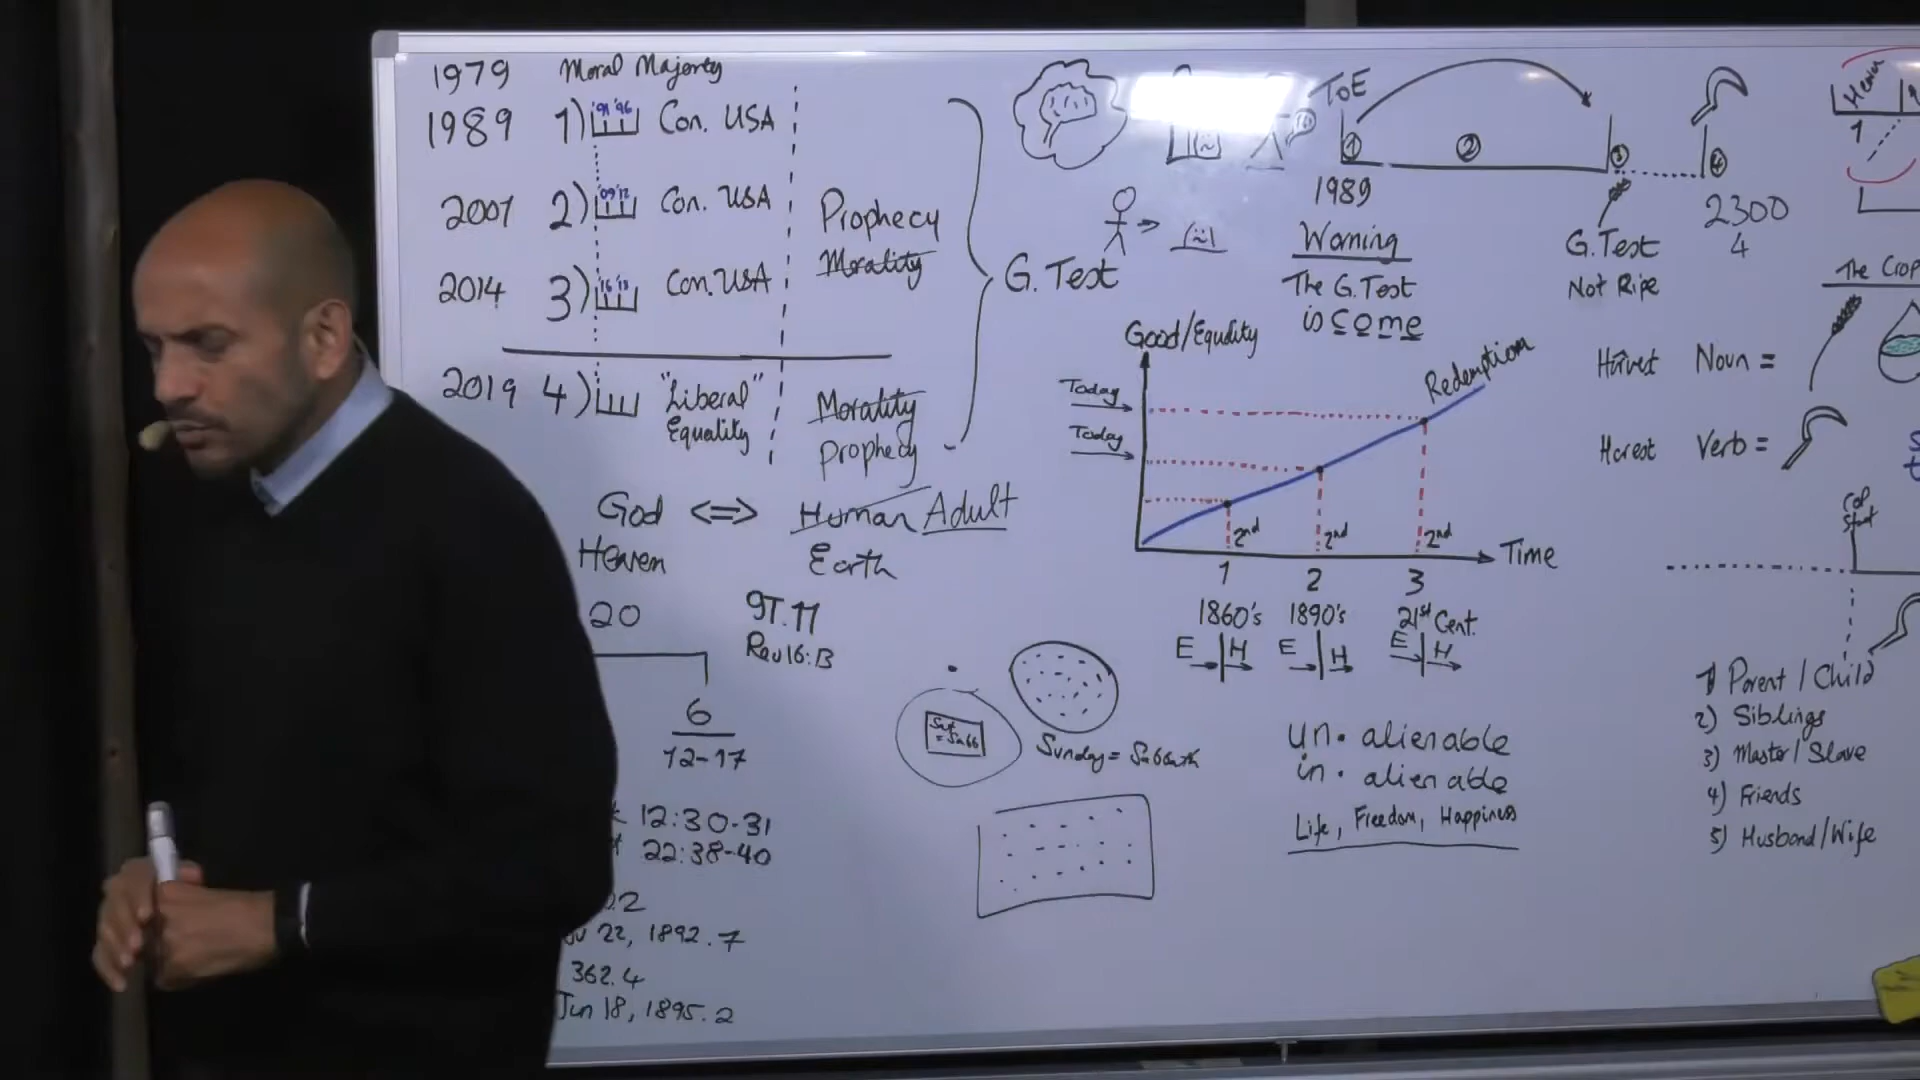 1979 Moral Majority
1989 1) '91 '96 Con. USA
2007 2) '09 '12 Con. USA
2014 3) '16 '18 Con. USA
2019 4) "Liberal"
Equality
Prophecy
Morality
Morality
Prophecy
G. Test
God <=> Human Adult
Heaven Earth
20
9T.11
Rev 16:13
6
12-17
12:30-31
22:38-40
22, 1892.7
362.4
Jun 18, 1895.2
ToE
1 2 3 4
1989
Warning
The G.Test
is come
G. Test
Not Ripe
2300
4
Good/Equality
Today
Today
Redemption
2nd 2nd 2nd
Time
1 2 3
1860's 1890's 21st Cent.
E H E H E H
Sunday = Sabbath
un. alienable
in. alienable
Life, Freedom, Happiness
Heaven
1
The Crop
Harvest Noun =
Harest Verb =
CoP
Start
1) Parent / Child
2) Siblings
3) Master / Slave
4) Friends
5) Husband/Wife